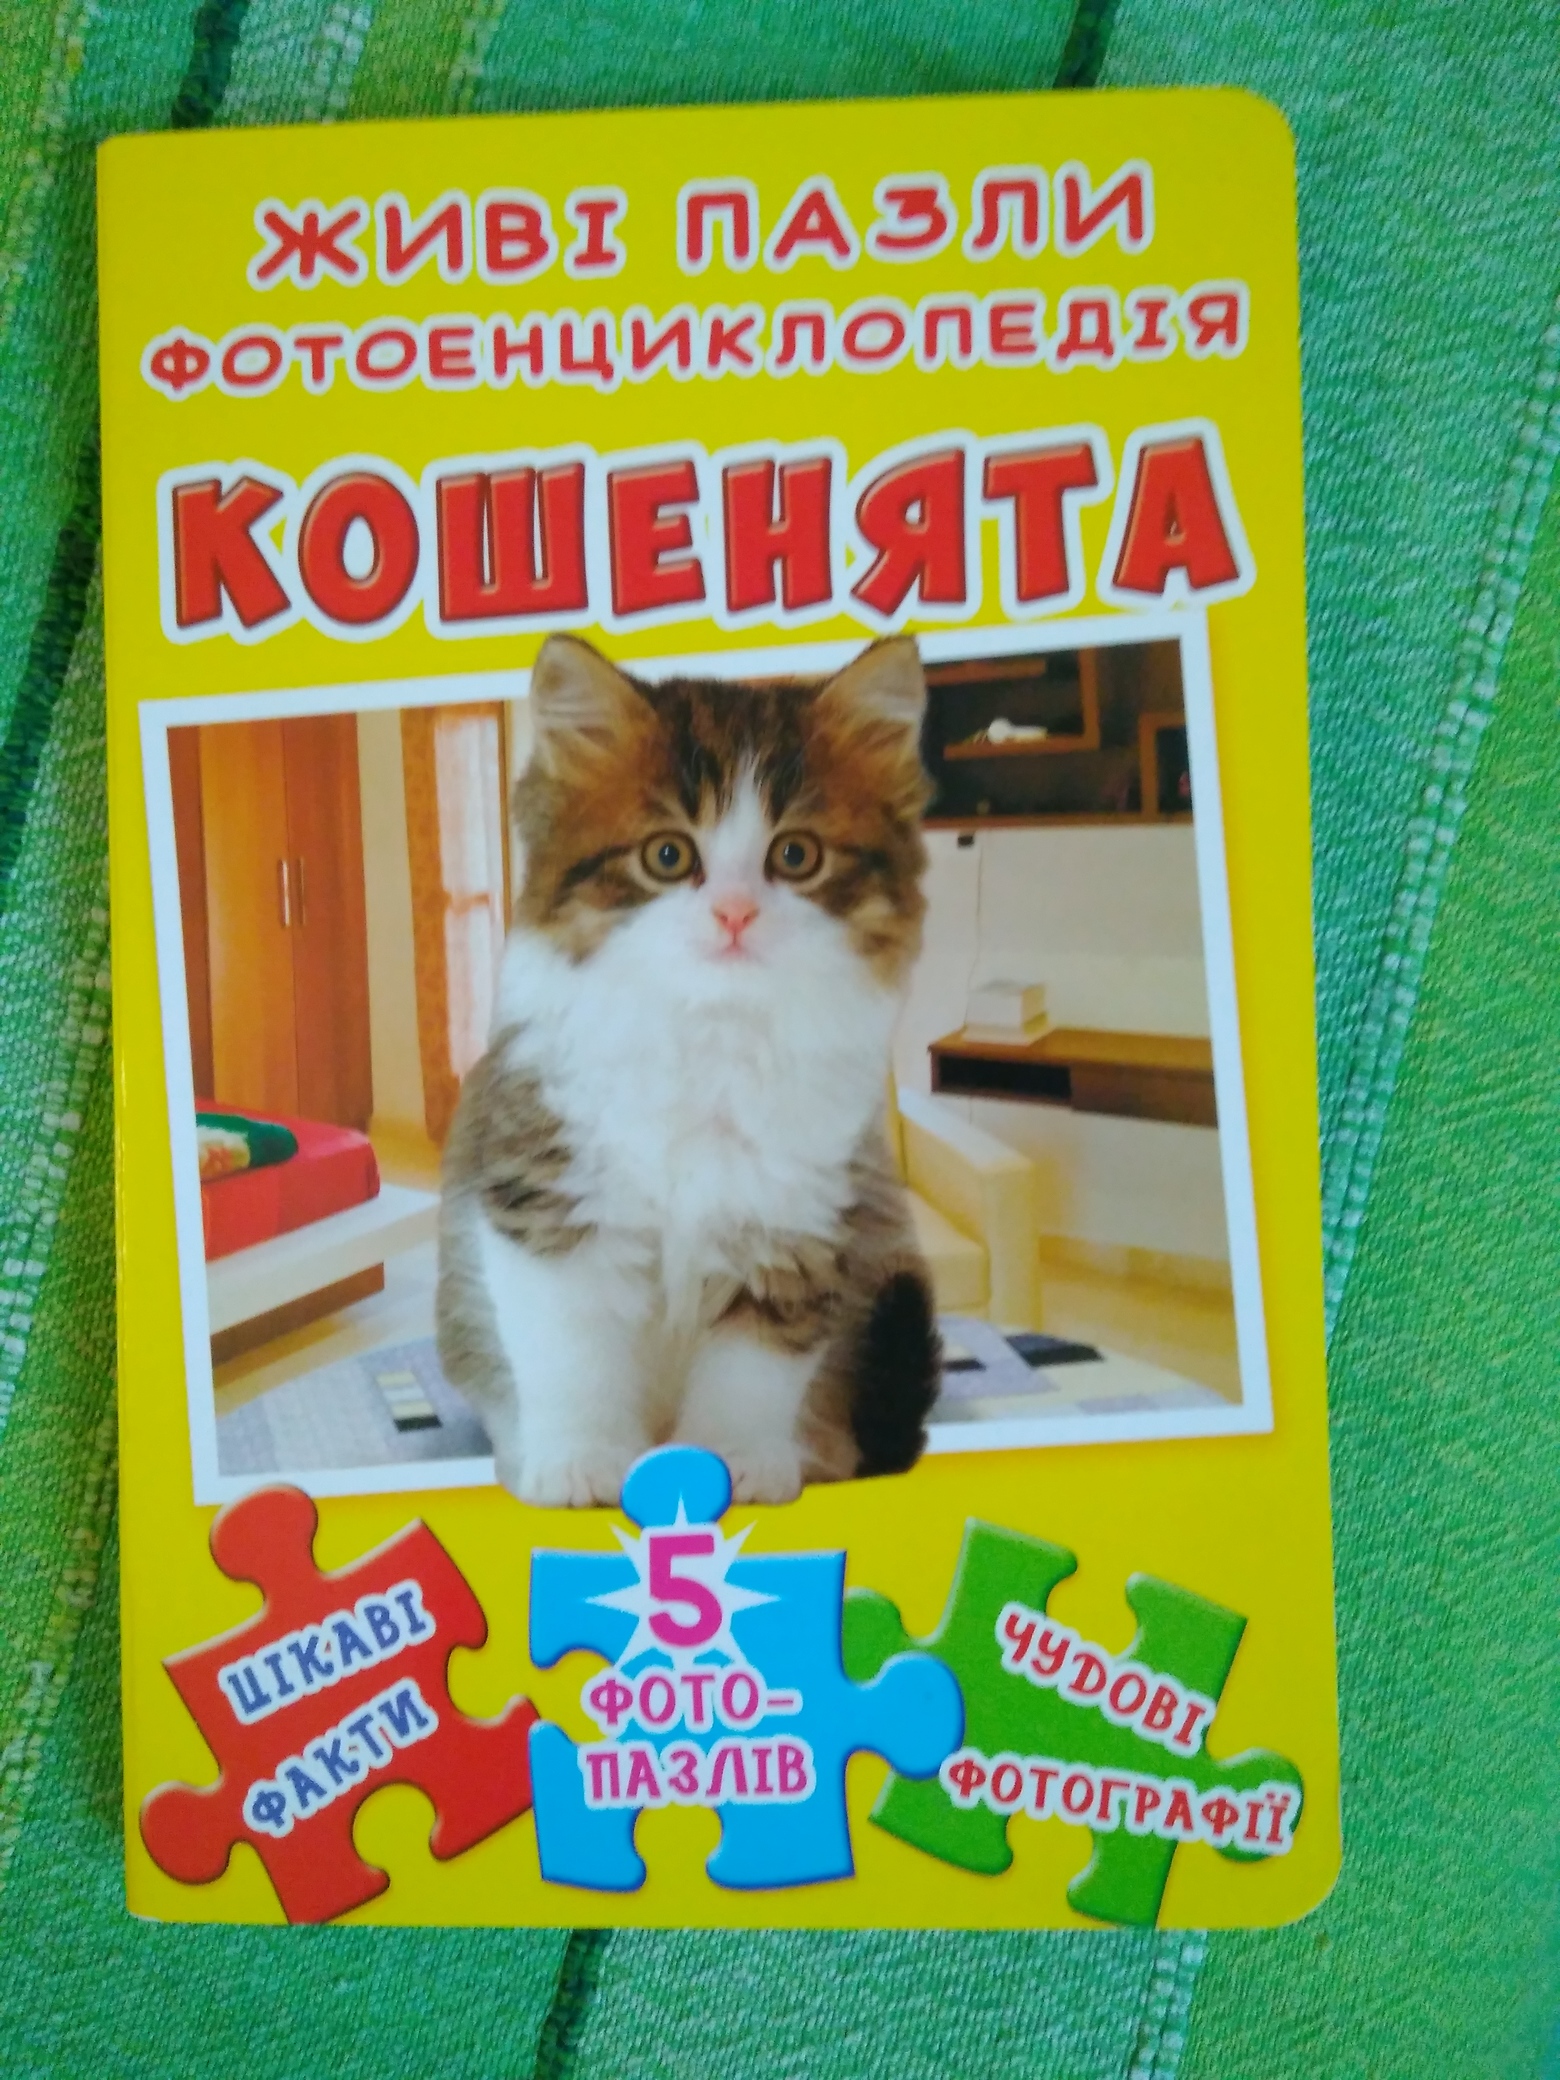 ЖИВІ ПАЗЛИ
ФОТОЕНЦИКЛОПЕДІЯ
КОШЕНЯТА
ЦІКАВІ
ФАКТИ
5
ФОТО-
ПАЗЛІВ
ЧУДОВІ
ФОТОГРАФІЇ